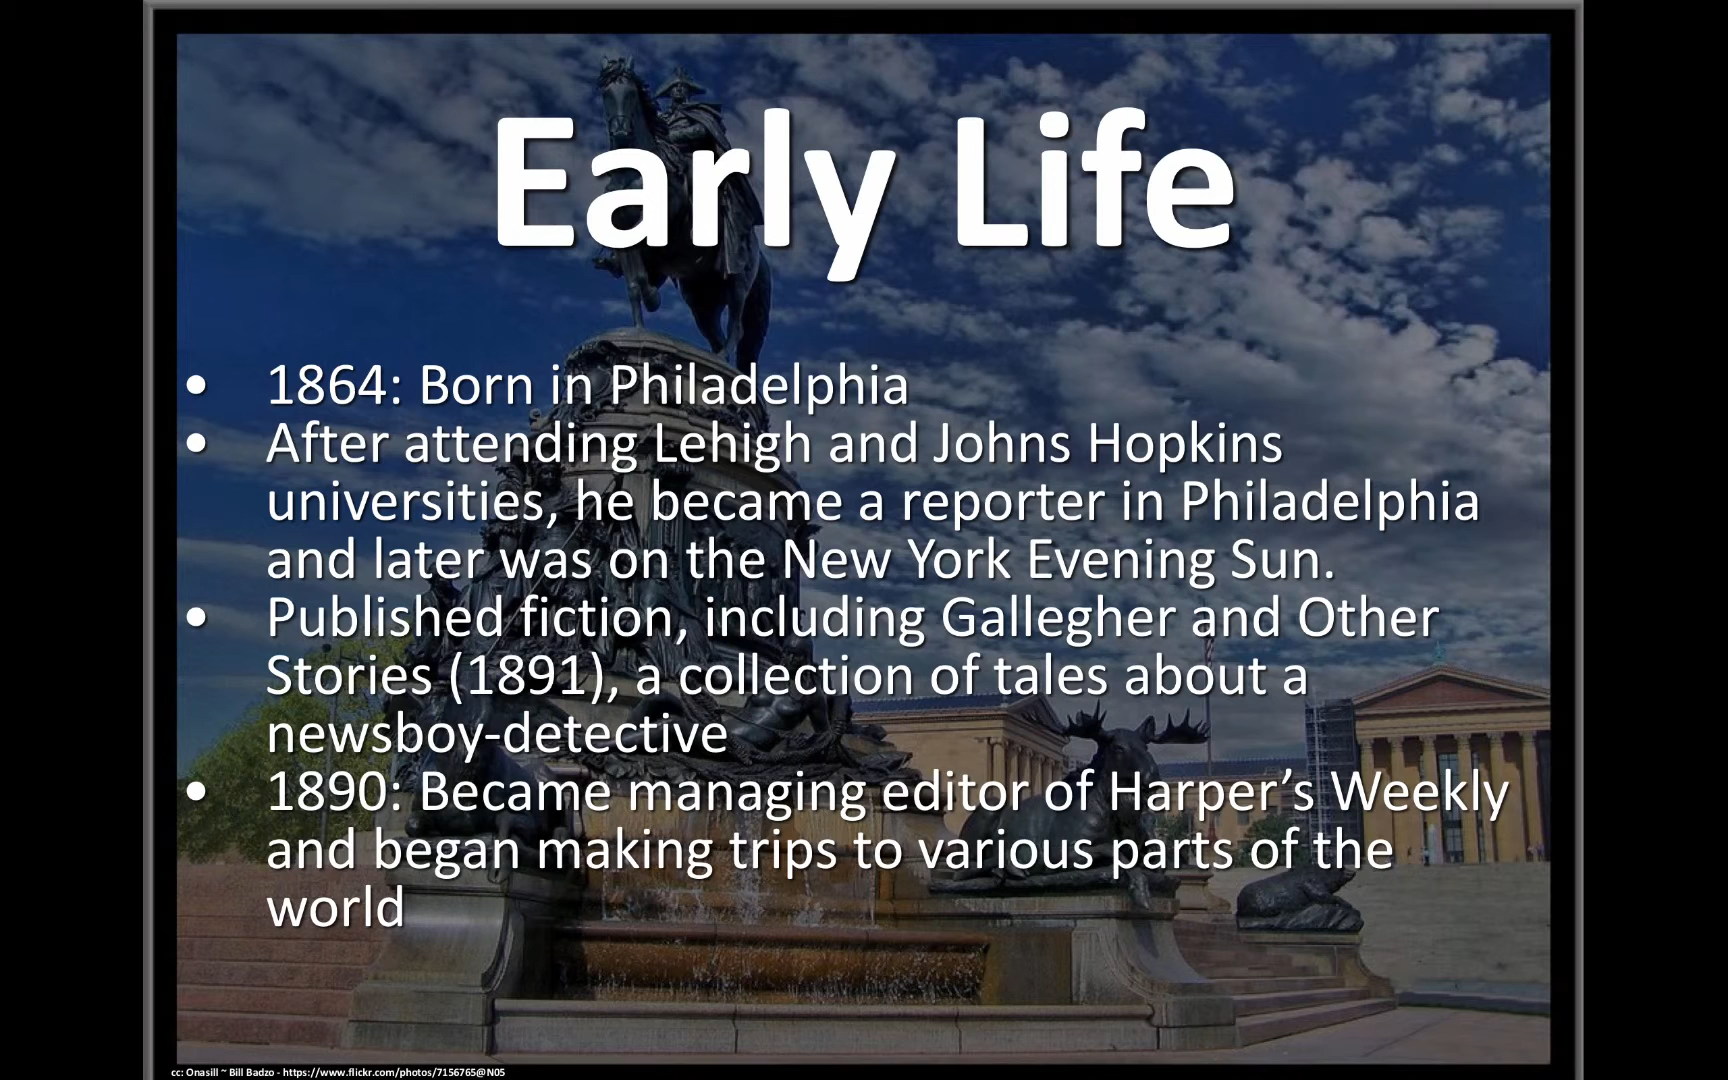 Early Life
• 1864: Born in Philadelphia
• After attending Lehigh and Johns Hopkins
universities, he became a reporter in Philadelphia
and later was on the New York Evening Sun.
• Published fiction, including Gallegher and Other
Stories (1891), a collection of tales about a
newsboy-detective
• 1890: Became managing editor of Harper’s Weekly
and began making trips to various parts of the
world
cc: Onasill ~ Bill Badzo - https://www.flickr.com/photos/7156765@N05